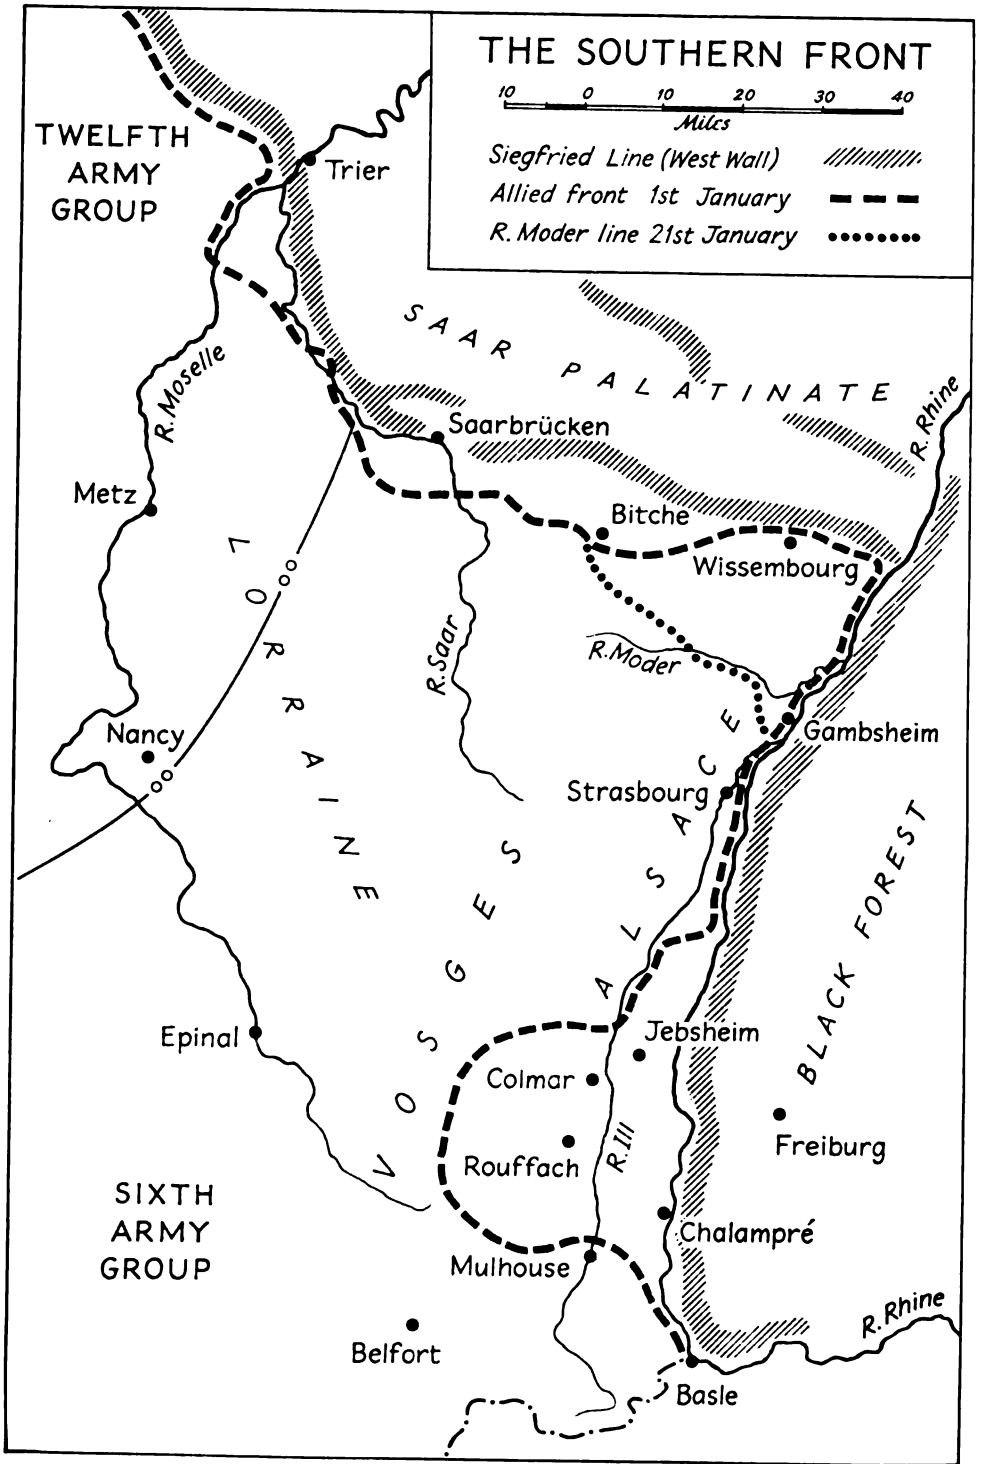 THE SOUTHERN FRONT
10 0 10 20 30 40
Miles
Siegfried Line (West Wall)
Allied front 1st January
R. Moder line 21st January
TWELFTH
ARMY
GROUP
Trier
SAAR PALATINATE
R. Moselle
R. Rhine
Saarbrücken
Metz
Bitche
Wissembourg
LORRAINE
R. Saar
R. Moder
Nancy
Gambsheim
Strasbourg
ALSACE
VOSGES
BLACK FOREST
Epinal
Jebsheim
Colmar
R. Ill
Freiburg
Rouffach
SIXTH
ARMY
GROUP
Chalampré
Mulhouse
Belfort
R. Rhine
Basle